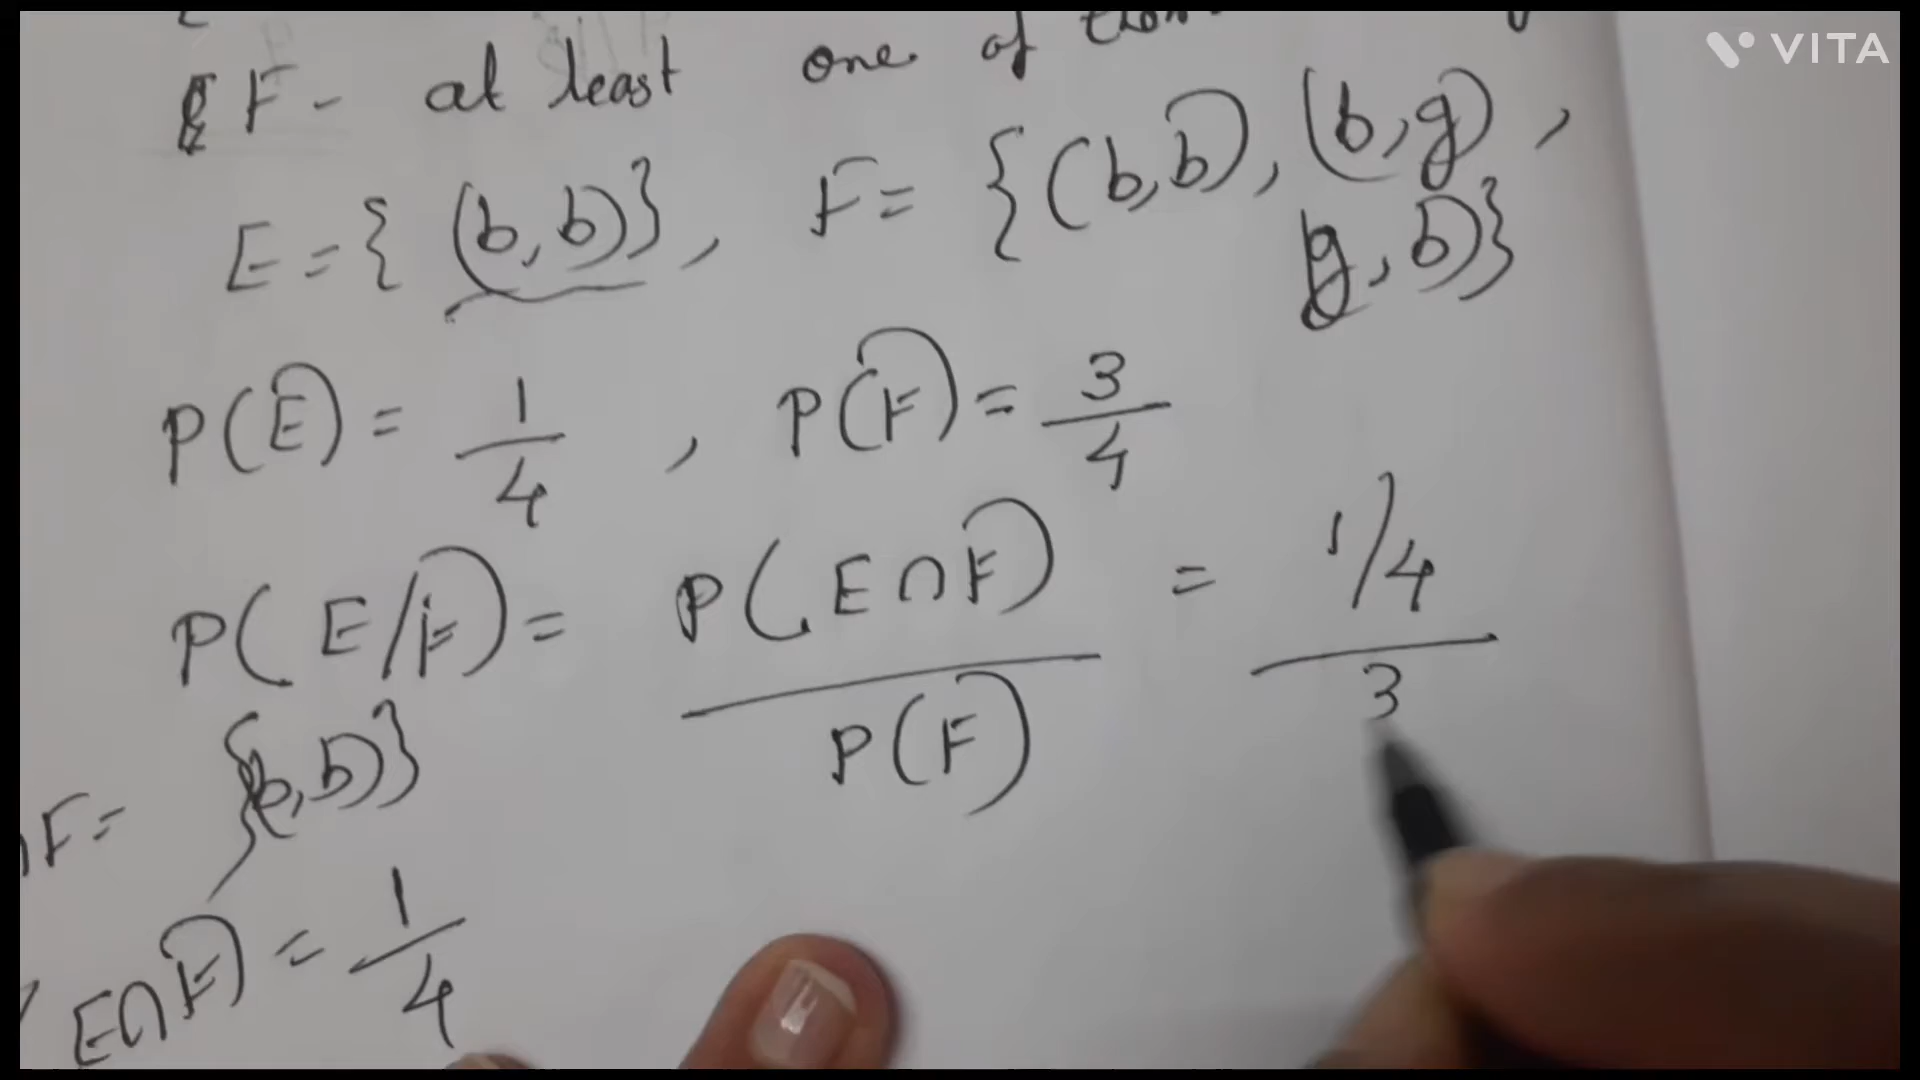 VITA
F - at least one of
E = { (b,b)}, F = {(b,b), (b,g),
g,b)}
P(E) = 1/4 , P(F) = 3/4
P( E/F) = P(E∩F)/P(F) = 1/4/3
F = {b,b)}
E∩F) = 1/4